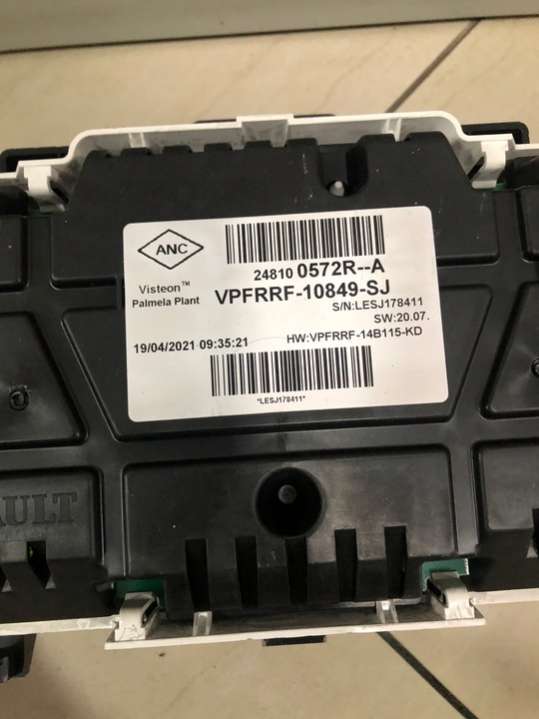 ANC
24810 0572R--A
Visteon™
Palmela Plant
VPFRRF-10849-SJ
S/N:LESJ178411
SW:20.07.
19/04/2021 09:35:21
HW:VPFRRF-14B115-KD
*LESJ178411*
AULT